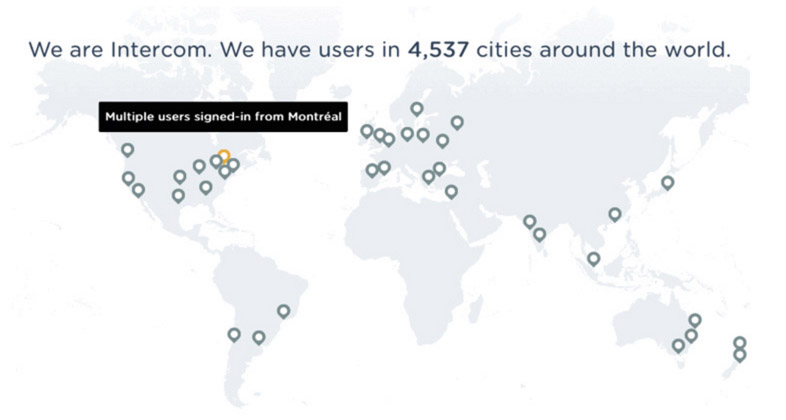 We are Intercom. We have users in 4,537 cities around the world.
Multiple users signed-in from Montréal